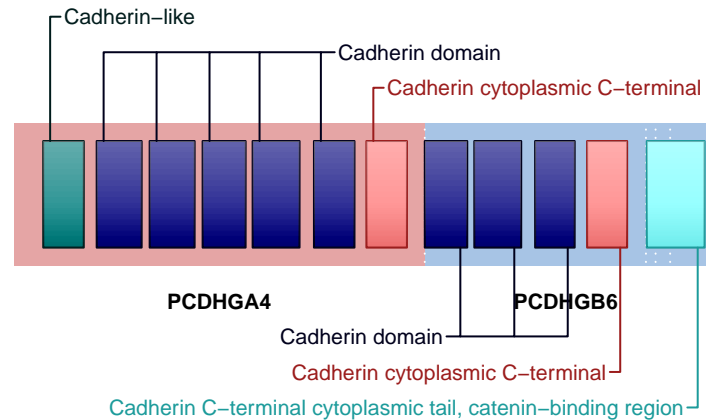 Cadherin−like
Cadherin domain
Cadherin cytoplasmic C−terminal
PCDHGA4 PCDHGB6
Cadherin domain
Cadherin cytoplasmic C−terminal
Cadherin C−terminal cytoplasmic tail, catenin−binding region